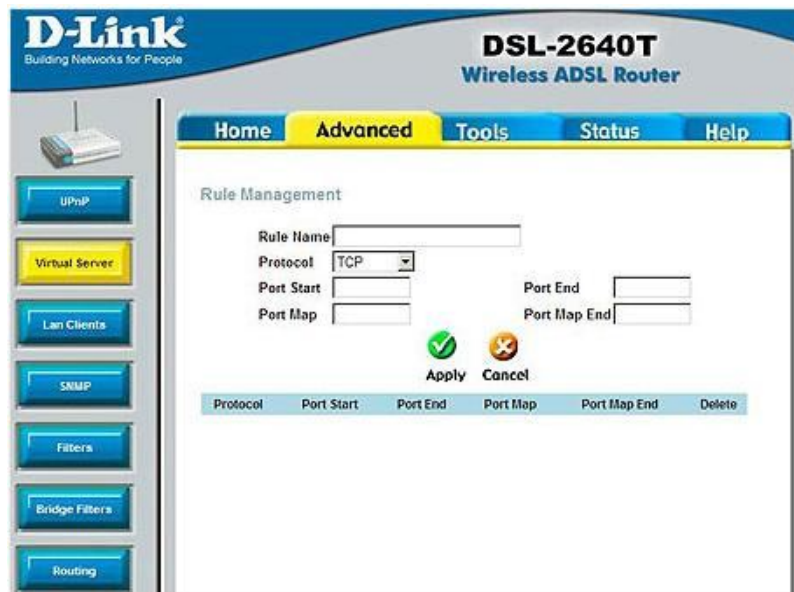 D-Link
Building Networks for People
DSL-2640T
Wireless ADSL Router
Home Advanced Tools Status Help
UPnP
Virtual Server
Lan Clients
SNMP
Filters
Bridge Filters
Routing
Rule Management
Rule Name
Protocol TCP
Port Start Port End
Port Map Port Map End
Apply Cancel
Protocol Port Start Port End Port Map Port Map End Delete